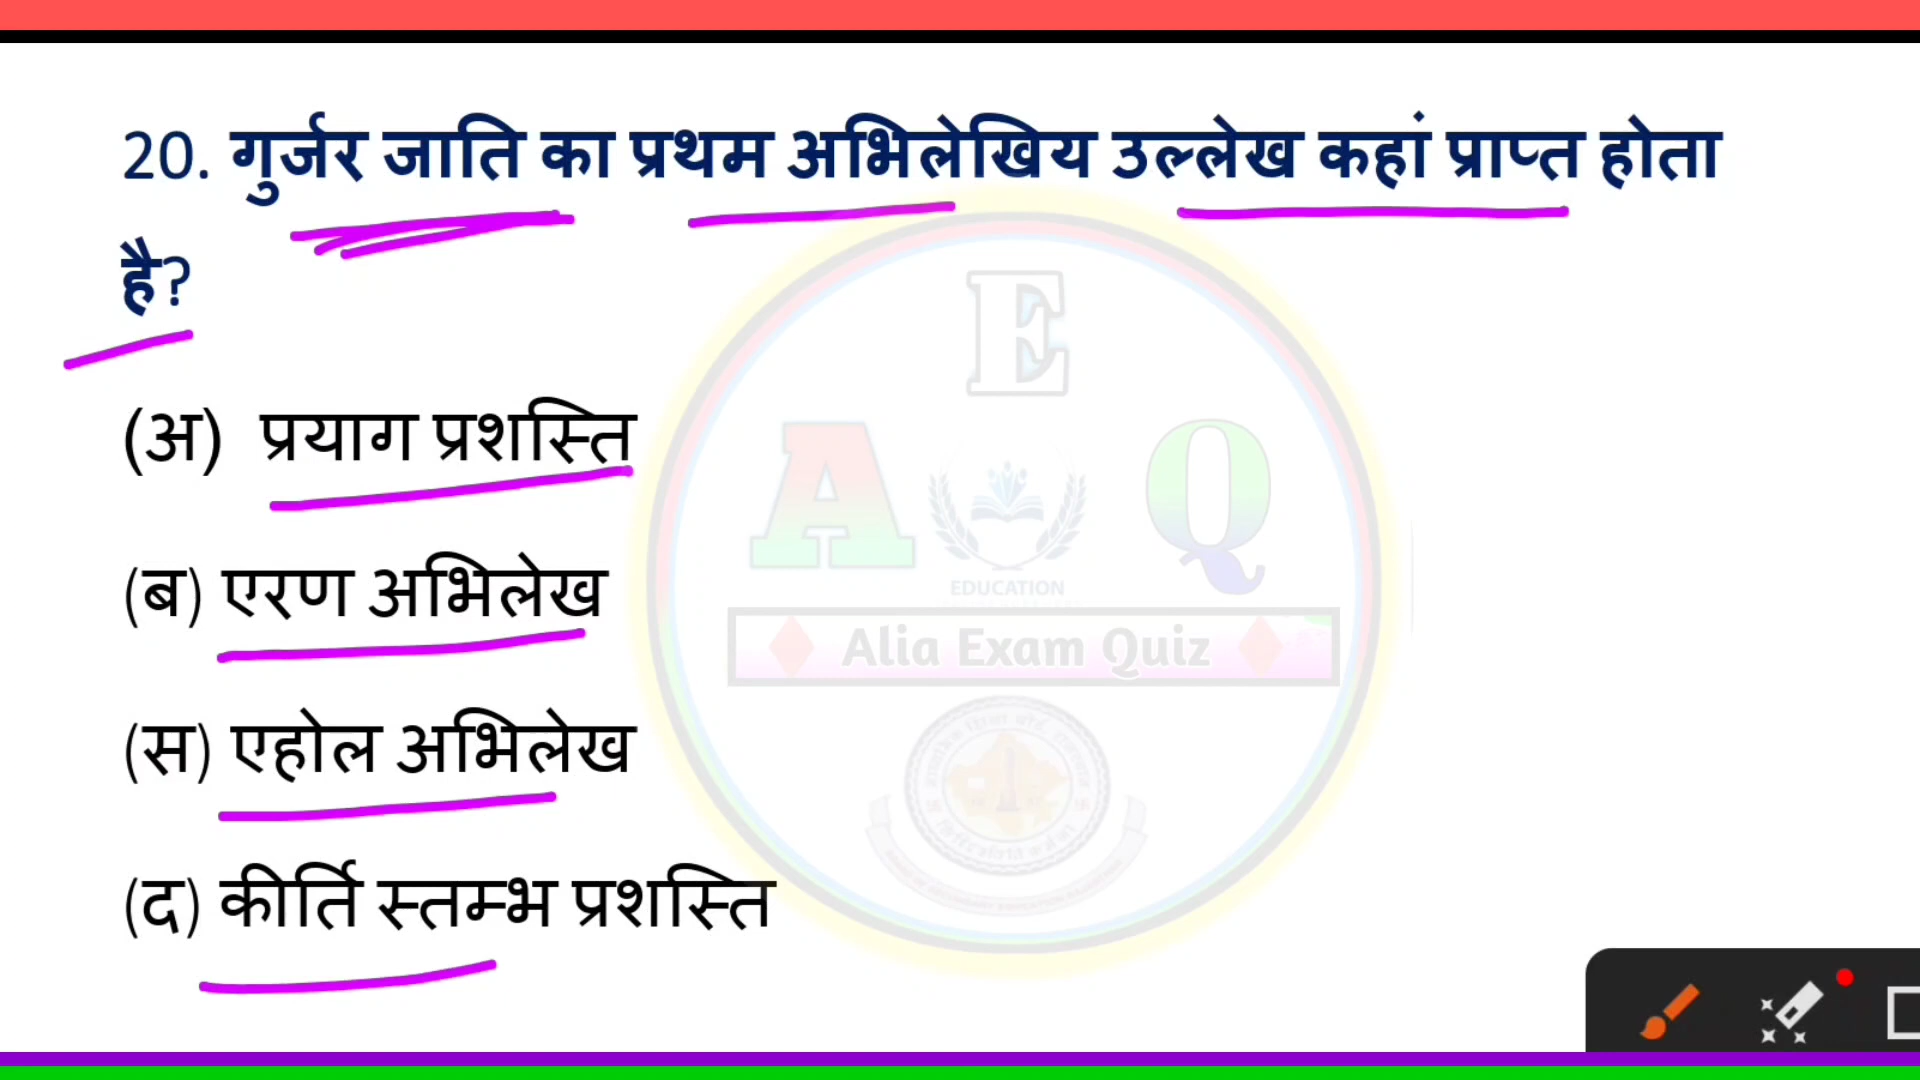 20. गुर्जर जाति का प्रथम अभिलेखिय उल्लेख कहां प्राप्त होता
है?
(अ) प्रयाग प्रशस्ति
(ब) एरण अभिलेख
(स) एहोल अभिलेख
(द) कीर्ति स्तम्भ प्रशस्ति
E
A Q
EDUCATION
Alia Exam Quiz